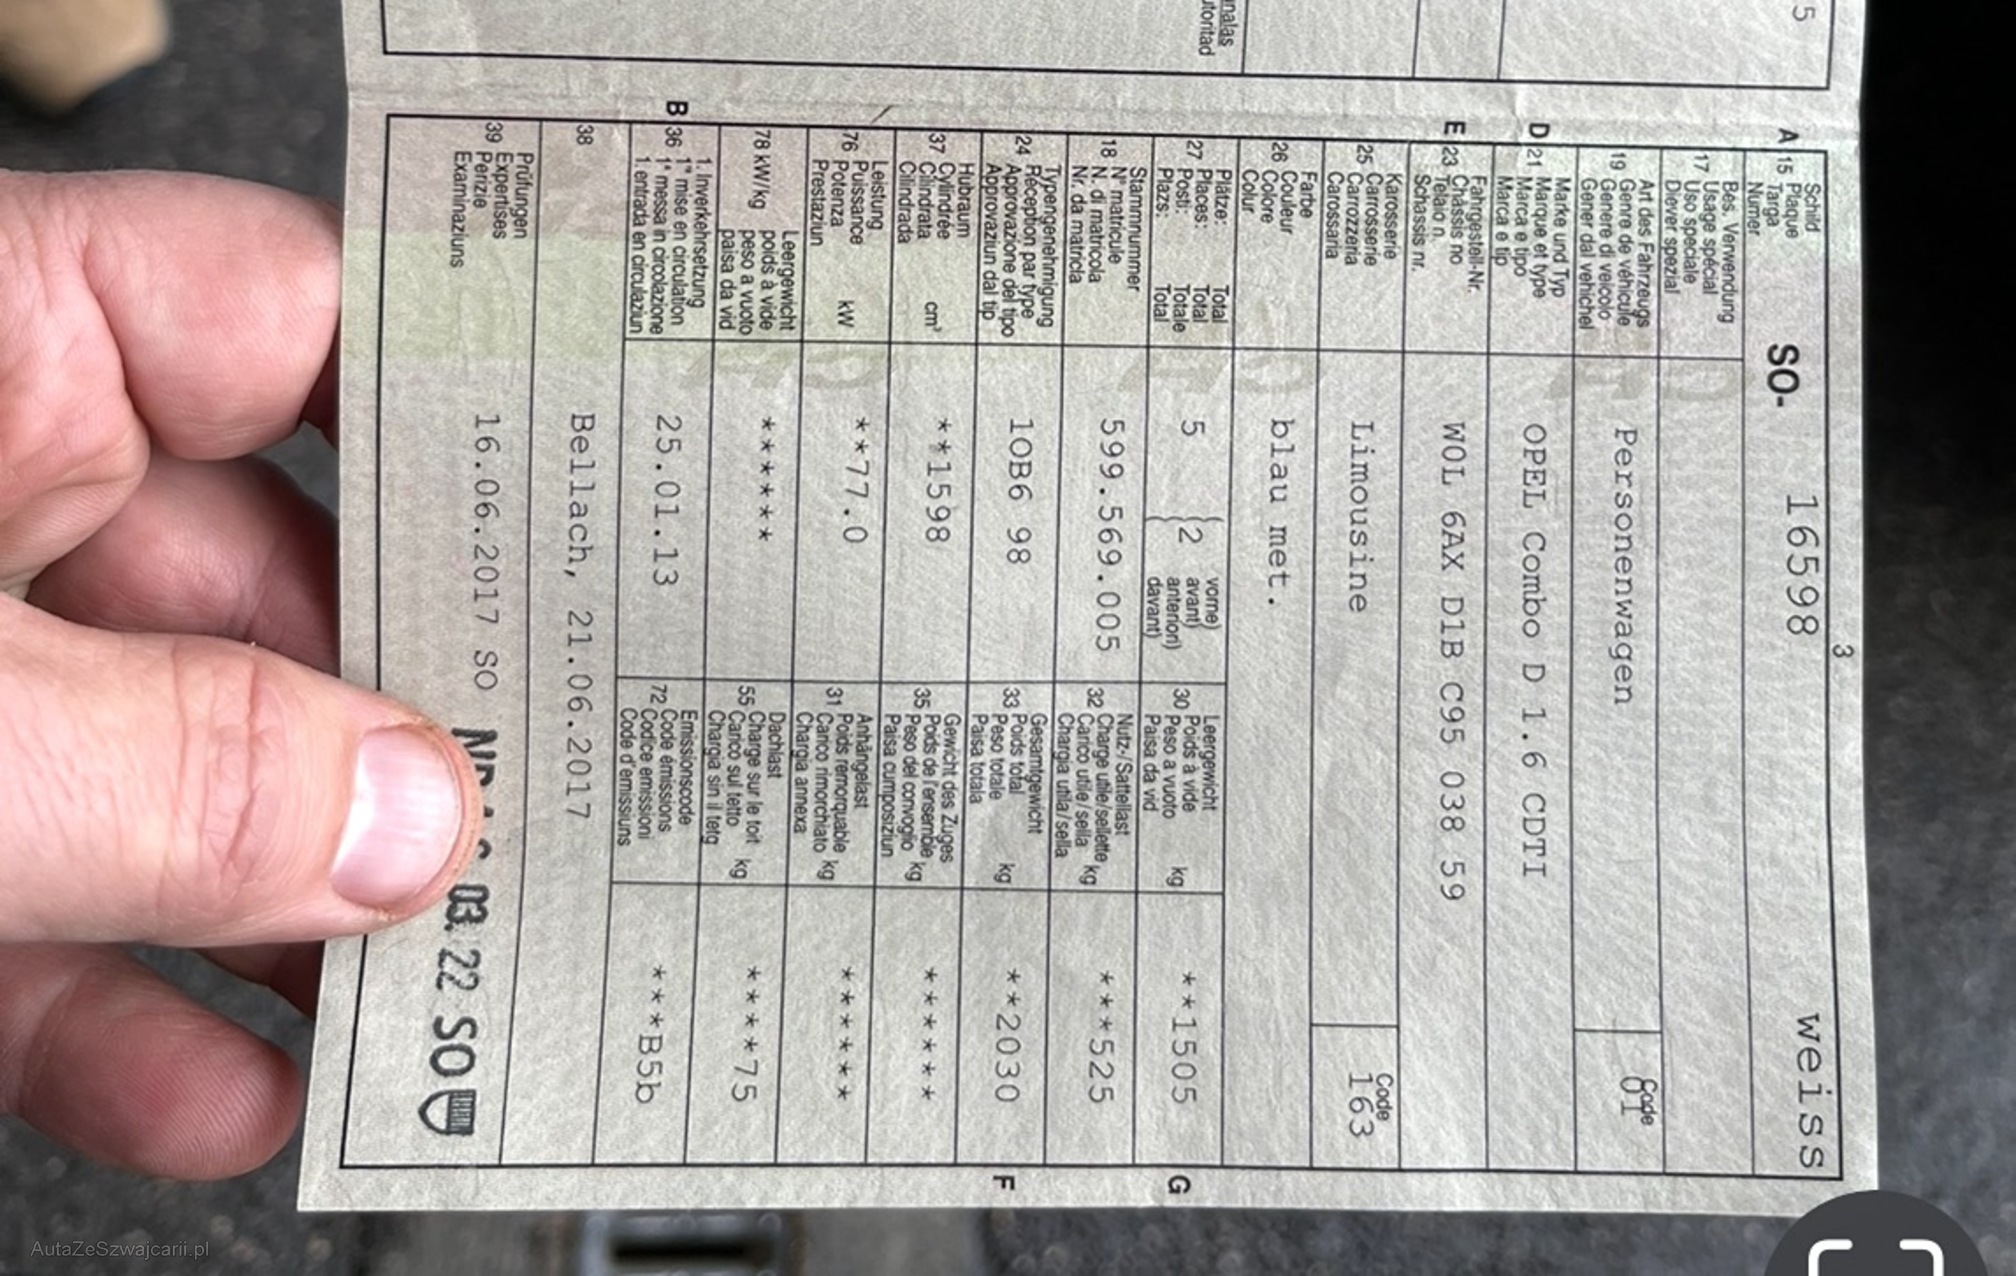 5
nalas
utoritad
3
A 15 Schild
Plaque
Targa
Numer
SO- 16598 weiss
17 Bes. Verwendung
Usage spécial
Uso speciale
Diever spezial
19 Art des Fahrzeugs
Genre de véhicule
Genere di veicolo
Gener dal vehichel
Personenwagen
Code
01
D 21 Marke und Typ
Marque et type
Marca e tipo
Marca e tip
OPEL Combo D 1.6 CDTI
E 23 Fahrgestell-Nr.
Châssis no
Telaio n.
Schassis nr.
W0L 6AX D1B C95 038 59
25 Karosserie
Carrosserie
Carrozzeria
Carossaria
Limousine
Code
163
26 Farbe
Couleur
Colore
Colur
blau met.
27 Plätze: Total
Places: Total
Posti: Totale
Plazs: Total
5 2 vorne)
avant)
anteriori)
davant)
30 Leergewicht
Poids à vide
Peso a vuoto kg
Paisa da vid
**1505 G
18 Stammnummer
N° matricule
N. di matricola
Nr. da matricla
599.569.005
32 Nutz-/Sattellast
Charge utile/sellette
Carico utile/sella kg
Chargia utila/sella
***525
24 Typengenehmigung
Réception par type
Approvazione del tipo
Approvaziun dal tip
1OB6 98
33 Gesamtgewicht
Poids total
Peso totale kg
Paisa totala
**2030 F
37 Hubraum
Cylindrée
Cilindrata cm³
Cilindrada
**1598
35 Gewicht des Zuges
Poids de l'ensemble
Peso del convoglio kg
Paisa cumposiziun
******
76 Leistung
Puissance
Potenza kW
Prestaziun
**77.0
31 Anhängelast
Poids remorquable
Carico rimorchiato kg
Chargia annexa
******
78 kW/kg Leergewicht
poids à vide
peso a vuoto
paisa da vid
******
55 Dachlast
Charge sur le toit
Carico sul tetto kg
Chargia sin il tetg
****75
B 36 1. Inverkehrsetzung
1re mise en circulation
1a messa in circolazione
1. entrada en circulaziun
25.01.13
72 Emissionscode
Code émissions
Codice emissioni
Code d'emissiuns
***B5b
38 Bellach, 21.06.2017
39 Prüfungen
Expertises
Perizie
Examinaziuns
16.06.2017 SO
03. 22 SO
AutaZeSzwajcarii.pl